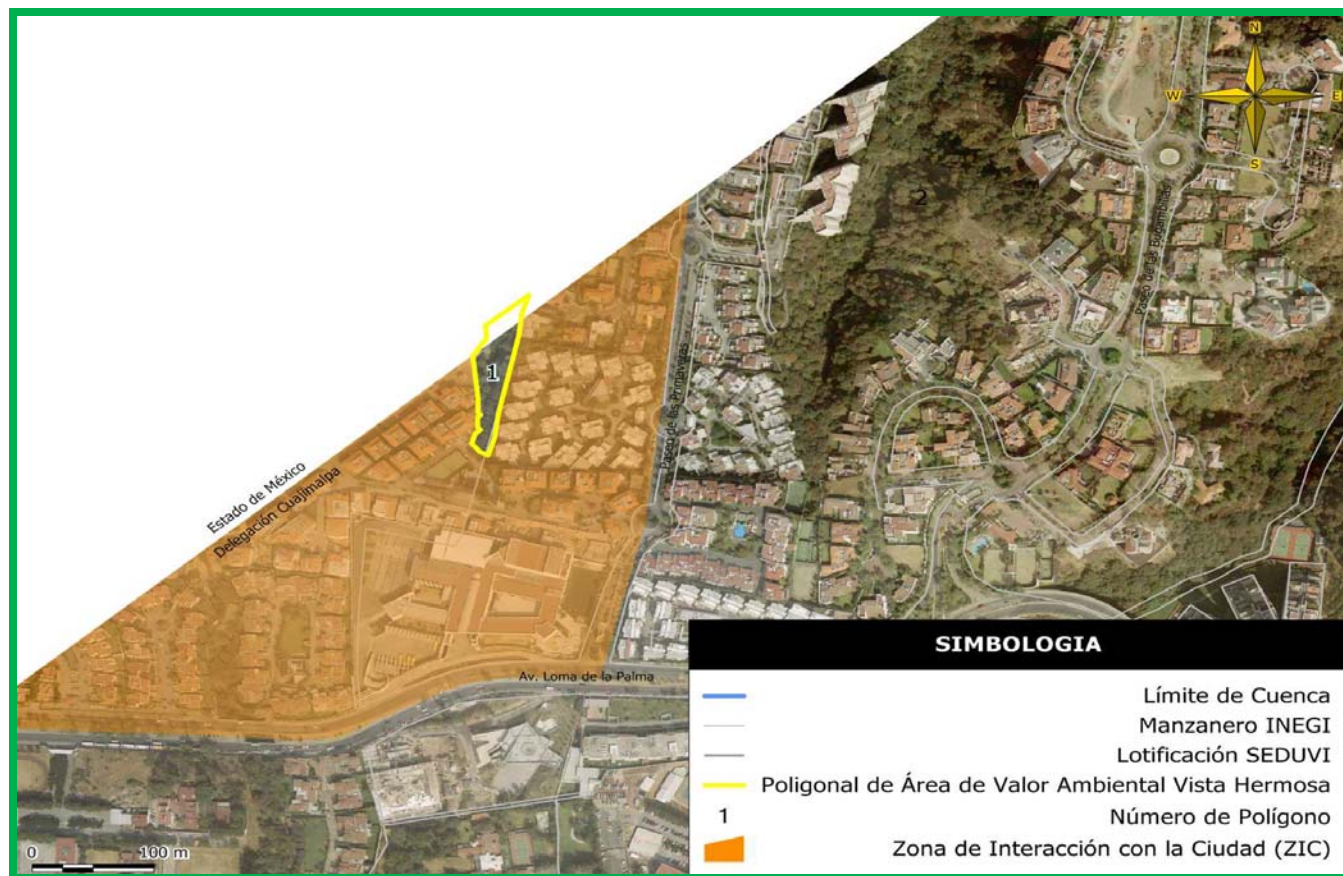 N
W
E
S
2
Paseo de las Bugambilias
1
Paseo de las Primaveras
Estado de México
Delegación Cuajimalpa
Av. Loma de la Palma
0
100 m
SIMBOLOGIA
Límite de Cuenca
Manzanero INEGI
Lotificación SEDUVI
Poligonal de Área de Valor Ambiental Vista Hermosa
1
Número de Polígono
Zona de Interacción con la Ciudad (ZIC)